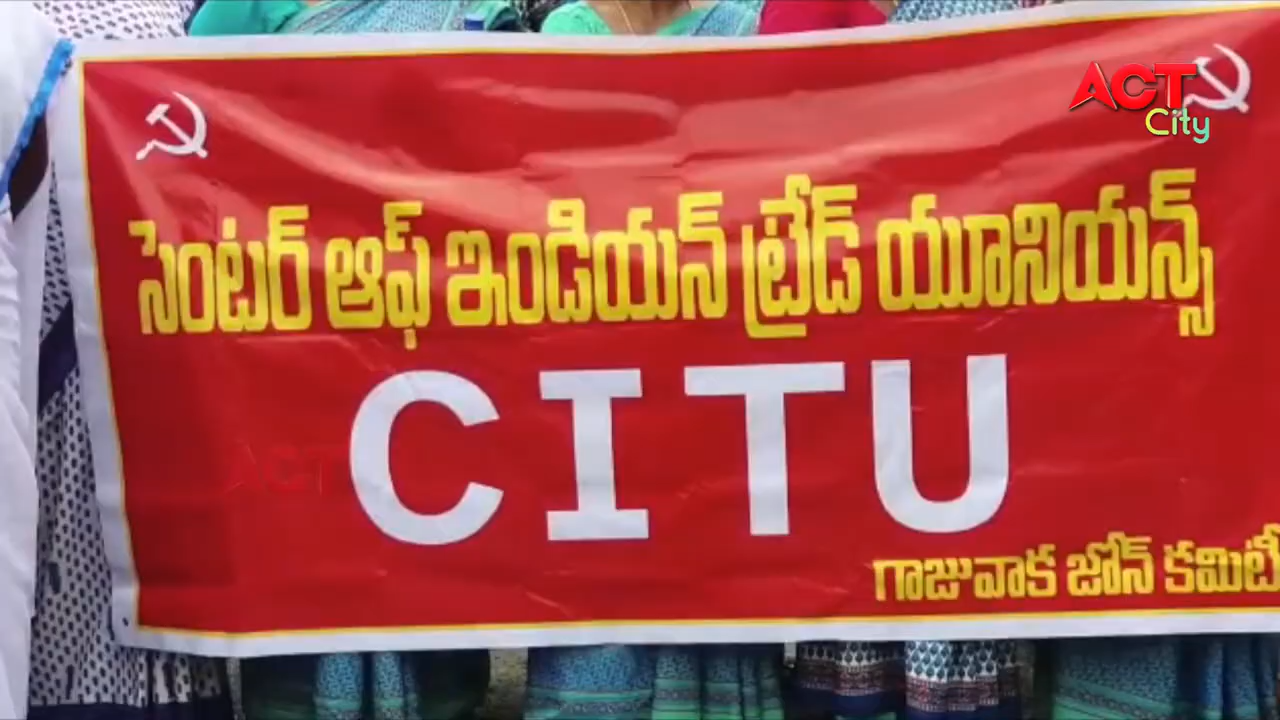 ACT
City
సెంటర్ ఆఫ్ ఇండియన్ ట్రేడ్ యూనియన్స్
CITU
గాజువాక జోన్ కమిటీ